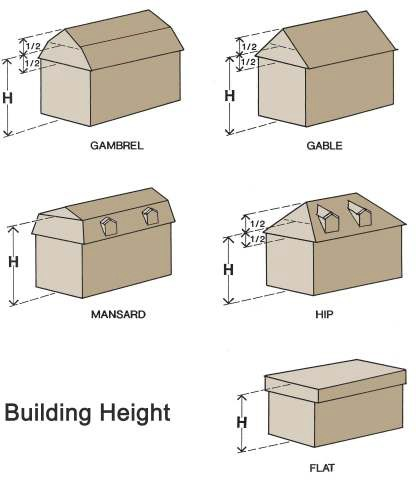 1/2
1/2
H
GAMBREL
1/2
1/2
H
GABLE
H
MANSARD
1/2
1/2
H
HIP
Building Height
H
FLAT